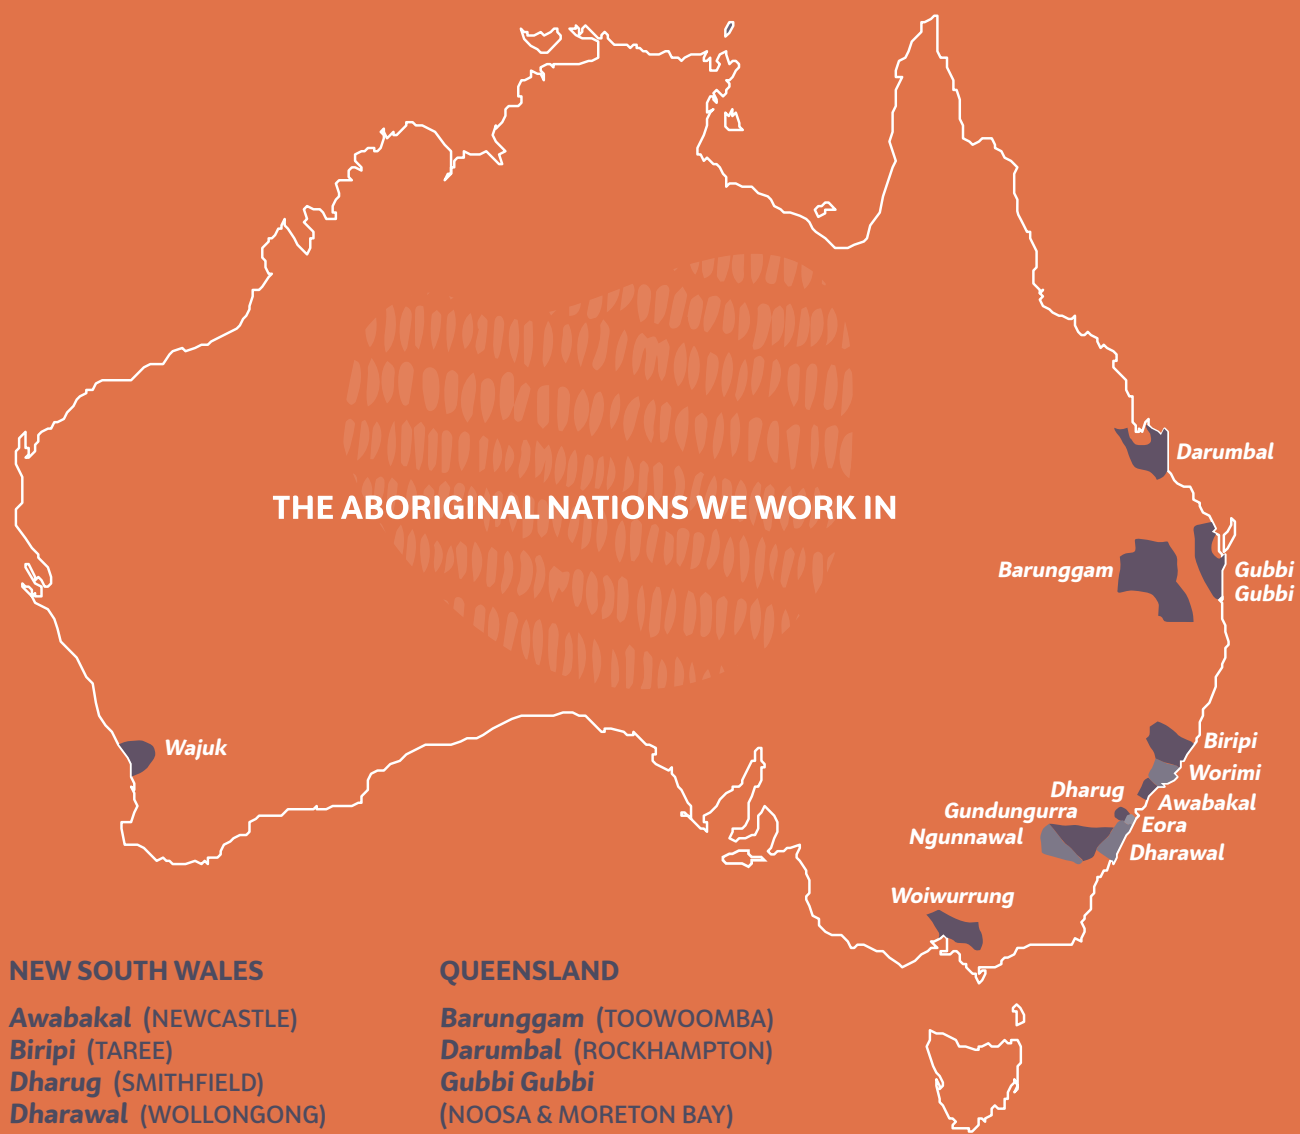 THE ABORIGINAL NATIONS WE WORK IN
Darumbal
Barunggam
Gubbi
Gubbi
Wajuk
Biripi
Worimi
Dharug
Awabakal
Gundungurra
Eora
Ngunnawal
Dharawal
Woiwurrung
NEW SOUTH WALES
Awabakal (NEWCASTLE)
Biripi (TAREE)
Dharug (SMITHFIELD)
Dharawal (WOLLONGONG)
QUEENSLAND
Barunggam (TOOWOOMBA)
Darumbal (ROCKHAMPTON)
Gubbi Gubbi
(NOOSA & MORETON BAY)